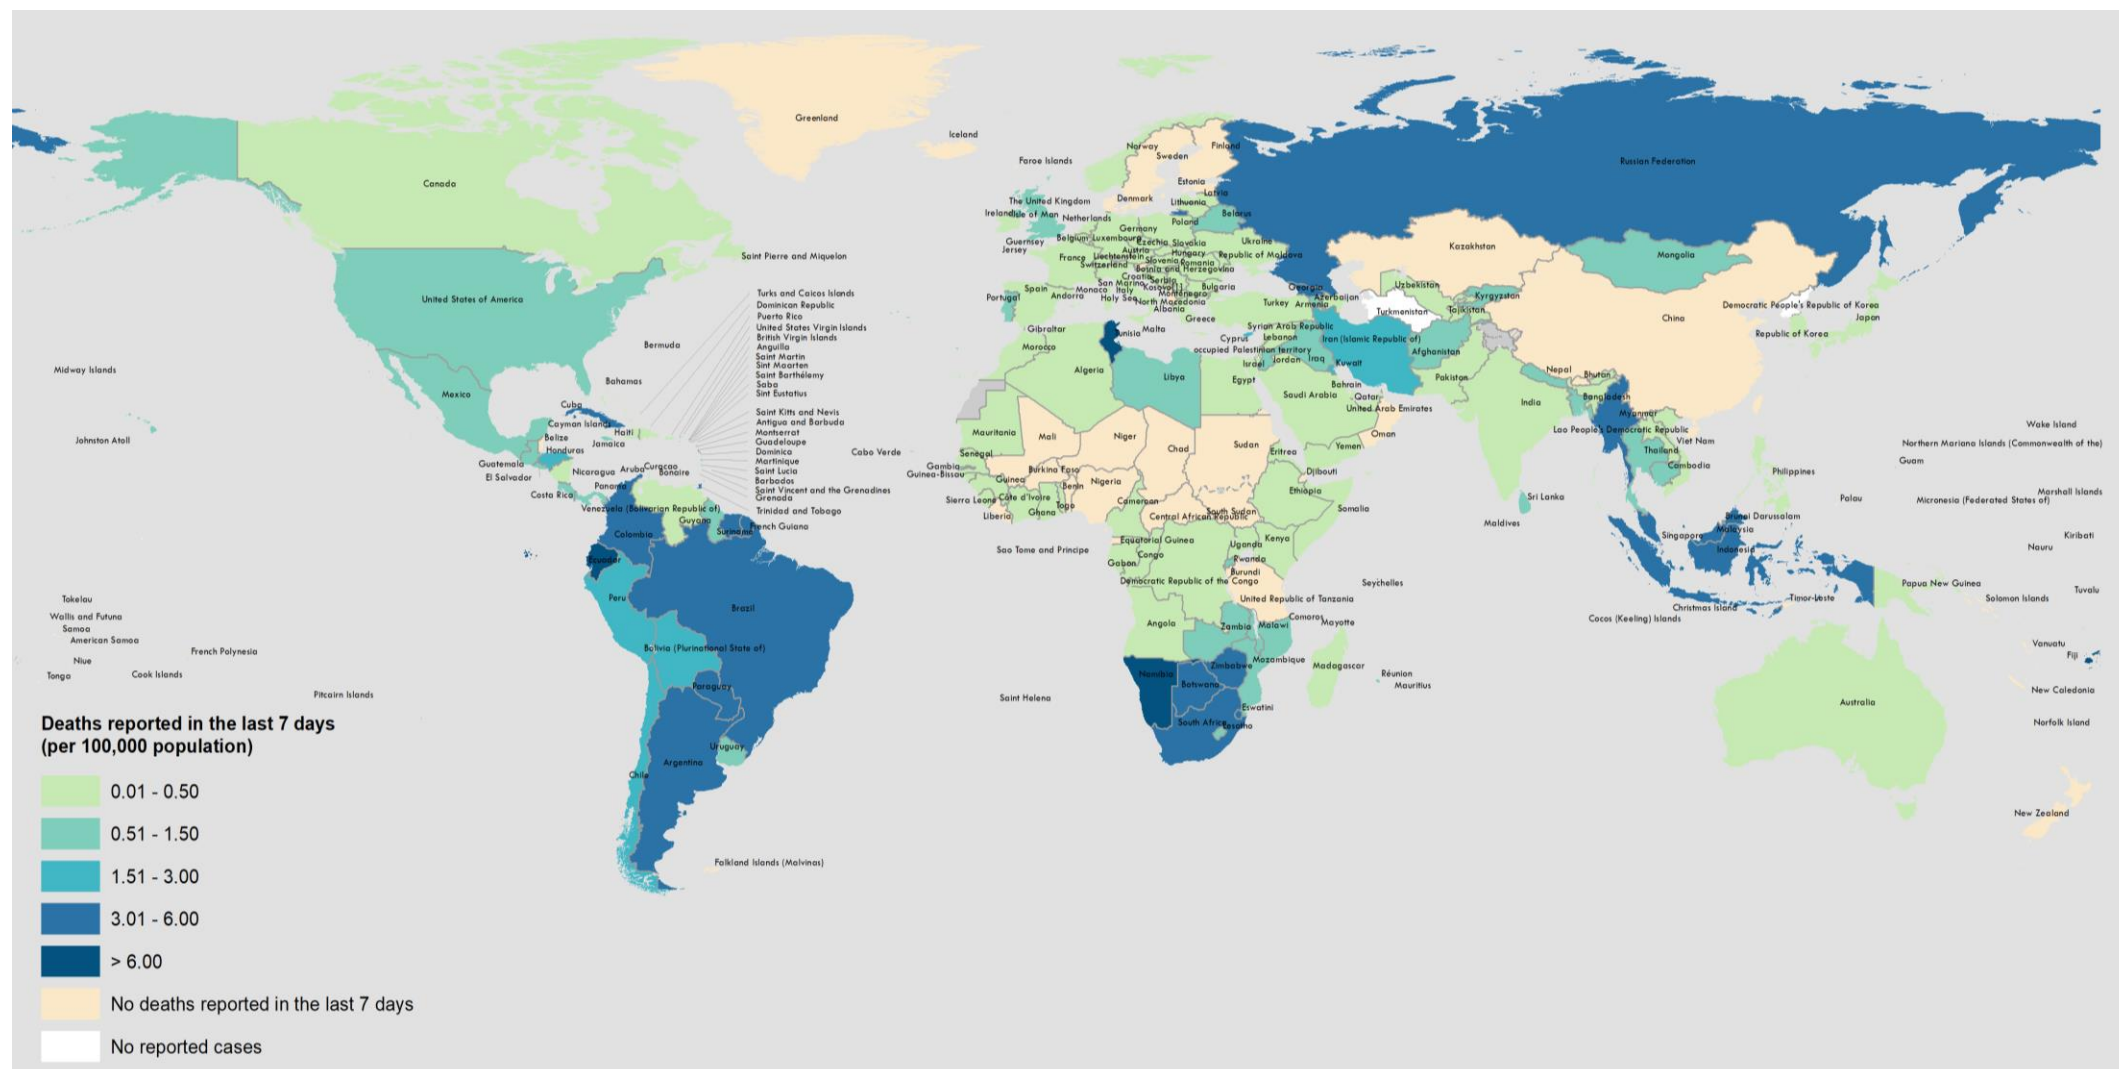 Greenland
Iceland
Faroe Islands
Norway
Sweden
Finland
Russian Federation
Canada
Estonia
Latvia
Denmark
Lithuania
The United Kingdom
Ireland
Isle of Man
Netherlands
Poland
Belarus
Germany
Guernsey
Jersey
Belgium
Luxembourg
Czechia
Slovakia
Ukraine
Austria
Hungary
Republic of Moldova
France
Liechtenstein
Switzerland
Slovenia
Romania
Bosnia and Herzegovina
Croatia
Serbia
San Marino
Kazakhstan
Mongolia
Saint Pierre and Miquelon
United States of America
Spain
Andorra
Monaco
Italy
Kosovo[1]
Bulgaria
Montenegro
Portugal
Holy See
North Macedonia
Albania
Greece
Turkey
Georgia
Armenia
Azerbaijan
Uzbekistan
Kyrgyzstan
Turkmenistan
Tajikistan
China
Democratic People's Republic of Korea
Japan
Republic of Korea
Turks and Caicos Islands
Dominican Republic
Puerto Rico
United States Virgin Islands
British Virgin Islands
Anguilla
Saint Martin
Sint Maarten
Saint Barthélemy
Saba
Sint Eustatius
Saint Kitts and Nevis
Antigua and Barbuda
Montserrat
Guadeloupe
Dominica
Martinique
Saint Lucia
Barbados
Saint Vincent and the Grenadines
Grenada
Trinidad and Tobago
Gibraltar
Tunisia
Malta
Syrian Arab Republic
Cyprus
Lebanon
Iran (Islamic Republic of)
Afghanistan
Bermuda
Morocco
occupied Palestinian territory
Israel
Jordan
Iraq
Kuwait
Midway Islands
Bahamas
Algeria
Libya
Egypt
Saudi Arabia
Bahrain
Qatar
United Arab Emirates
Pakistan
Nepal
Bhutan
Mexico
Cuba
Cayman Islands
Haiti
Belize
Jamaica
Honduras
India
Bangladesh
Myanmar
Oman
Johnston Atoll
Guatemala
El Salvador
Nicaragua
Aruba
Curaçao
Bonaire
Cabo Verde
Mauritania
Mali
Niger
Chad
Sudan
Eritrea
Yemen
Lao People's Democratic Republic
Viet Nam
Thailand
Cambodia
Wake Island
Northern Mariana Islands (Commonwealth of the)
Guam
Philippines
Costa Rica
Panama
Senegal
Gambia
Guinea-Bissau
Guinea
Burkina Faso
Benin
Nigeria
Djibouti
Ethiopia
Sri Lanka
Palau
Marshall Islands
Micronesia (Federated States of)
Venezuela (Bolivarian Republic of)
Guyana
Suriname
French Guiana
Colombia
Sierra Leone
Côte d'Ivoire
Togo
Ghana
Liberia
Cameroon
Central African Republic
South Sudan
Somalia
Maldives
Brunei Darussalam
Malaysia
Singapore
Indonesia
Kiribati
Nauru
Ecuador
Sao Tome and Principe
Equatorial Guinea
Gabon
Congo
Uganda
Kenya
Rwanda
Burundi
Democratic Republic of the Congo
Seychelles
United Republic of Tanzania
Papua New Guinea
Solomon Islands
Tuvalu
Timor-Leste
Christmas Island
Cocos (Keeling) Islands
Tokelau
Wallis and Futuna
Samoa
American Samoa
French Polynesia
Niue
Tonga
Cook Islands
Pitcairn Islands
Peru
Brazil
Bolivia (Plurinational State of)
Paraguay
Angola
Zambia
Malawi
Comoros
Mayotte
Mozambique
Madagascar
Zimbabwe
Namibia
Botswana
Réunion
Mauritius
Eswatini
South Africa
Lesotho
Saint Helena
Vanuatu
Fiji
New Caledonia
Australia
Norfolk Island
New Zealand
Uruguay
Argentina
Chile
Falkland Islands (Malvinas)
Deaths reported in the last 7 days
(per 100,000 population)
0.01 - 0.50
0.51 - 1.50
1.51 - 3.00
3.01 - 6.00
> 6.00
No deaths reported in the last 7 days
No reported cases